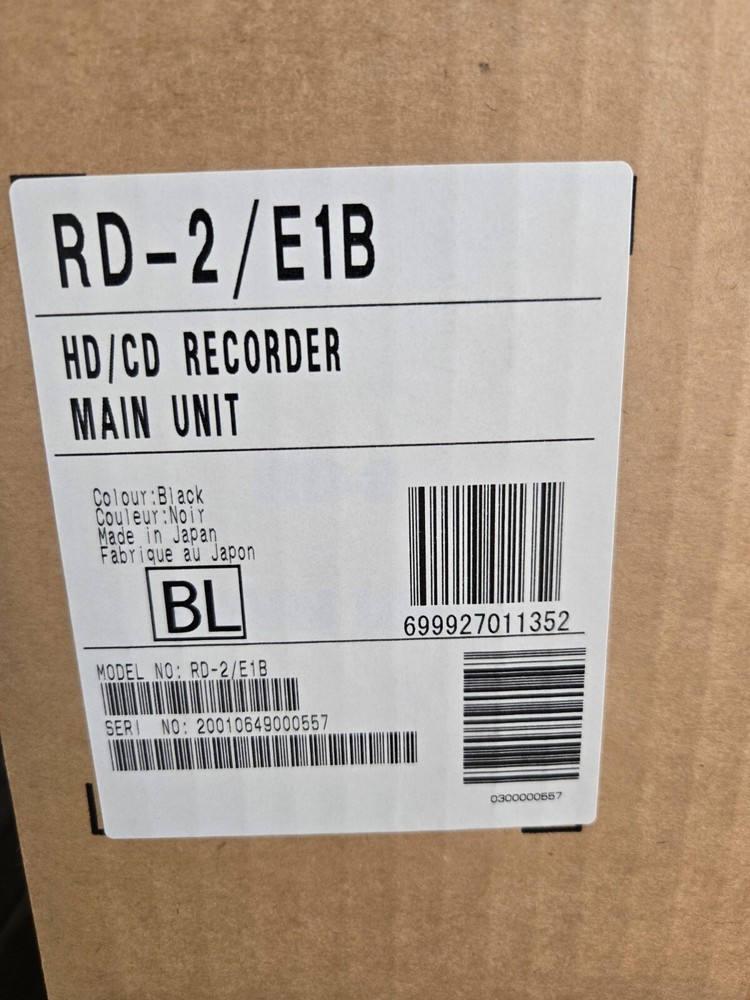 RD-2/E1B
HD/CD RECORDER
MAIN UNIT
Colour:Black
Couleur:Noir
Made in Japan
Fabrique au Japon
BL
699927011352
MODEL NO: RD-2/E1B
SERI NO: 20010649000557
0300000557